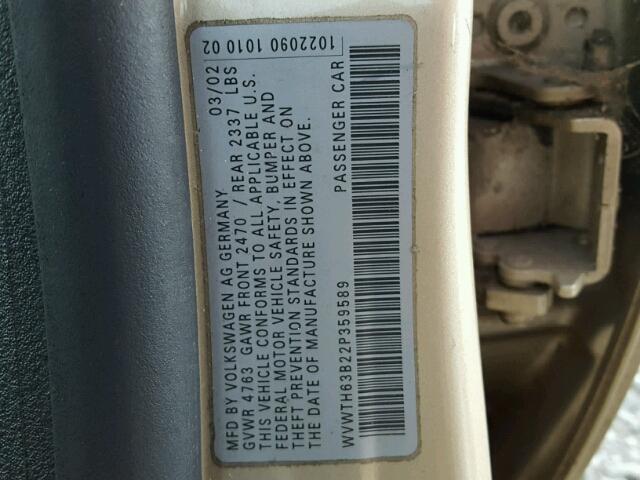 MFD BY VOLKSWAGEN AG GERMANY 03/02
GVWR 4763 GAWR FRONT 2470 / REAR 2337 LBS
THIS VEHICLE CONFORMS TO ALL APPLICABLE U.S.
FEDERAL MOTOR VEHICLE SAFETY, BUMPER AND
THEFT PREVENTION STANDARDS IN EFFECT ON
THE DATE OF MANUFACTURE SHOWN ABOVE.
WVWTH63B22P359589 PASSENGER CAR
1022090 1010 02